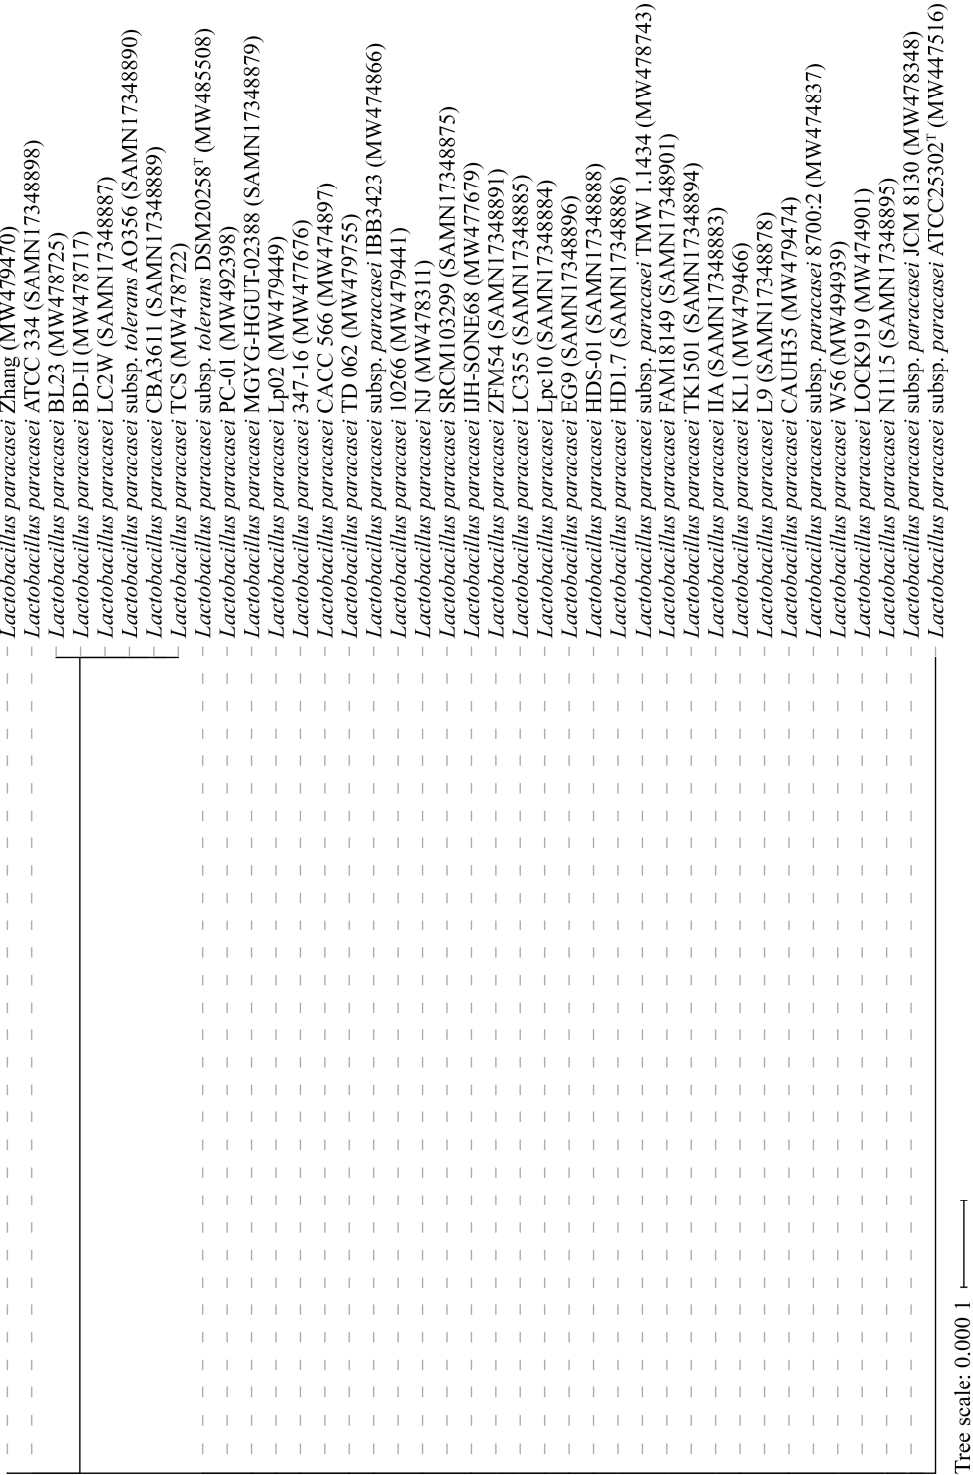 Lactobacillus paracasei Zhang (MW479470)
Lactobacillus paracasei ATCC 334 (SAMN17348898)
Lactobacillus paracasei BL23 (MW478725)
Lactobacillus paracasei BD-II (MW478717)
Lactobacillus paracasei LC2W (SAMN17348887)
Lactobacillus paracasei subsp. tolerans AO356 (SAMN17348890)
Lactobacillus paracasei CBA3611 (SAMN17348889)
Lactobacillus paracasei TCS (MW478722)
Lactobacillus paracasei subsp. tolerans DSM20258ᵀ (MW485508)
Lactobacillus paracasei PC-01 (MW492398)
Lactobacillus paracasei MGYG-HGUT-02388 (SAMN17348879)
Lactobacillus paracasei Lp02 (MW479449)
Lactobacillus paracasei 347-16 (MW477676)
Lactobacillus paracasei CACC 566 (MW474897)
Lactobacillus paracasei TD 062 (MW479755)
Lactobacillus paracasei subsp. paracasei IBB3423 (MW474866)
Lactobacillus paracasei 10266 (MW479441)
Lactobacillus paracasei NJ (MW478311)
Lactobacillus paracasei SRCM103299 (SAMN17348875)
Lactobacillus paracasei IJH-SONE68 (MW477679)
Lactobacillus paracasei ZFM54 (SAMN17348891)
Lactobacillus paracasei LC355 (SAMN17348885)
Lactobacillus paracasei Lpc10 (SAMN17348884)
Lactobacillus paracasei EG9 (SAMN17348896)
Lactobacillus paracasei HDS-01 (SAMN17348888)
Lactobacillus paracasei HD1.7 (SAMN17348886)
Lactobacillus paracasei subsp. paracasei TMW 1.1434 (MW478743)
Lactobacillus paracasei FAM18149 (SAMN17348901)
Lactobacillus paracasei TK1501 (SAMN17348894)
Lactobacillus paracasei IIA (SAMN17348883)
Lactobacillus paracasei KL1 (MW479466)
Lactobacillus paracasei L9 (SAMN17348878)
Lactobacillus paracasei CAUH35 (MW479474)
Lactobacillus paracasei subsp. paracasei 8700:2 (MW474837)
Lactobacillus paracasei W56 (MW494939)
Lactobacillus paracasei LOCK919 (MW474901)
Lactobacillus paracasei N1115 (SAMN17348895)
Lactobacillus paracasei subsp. paracasei JCM 8130 (MW478348)
Lactobacillus paracasei subsp. paracasei ATCC25302ᵀ (MW447516)
Tree scale: 0.000 1